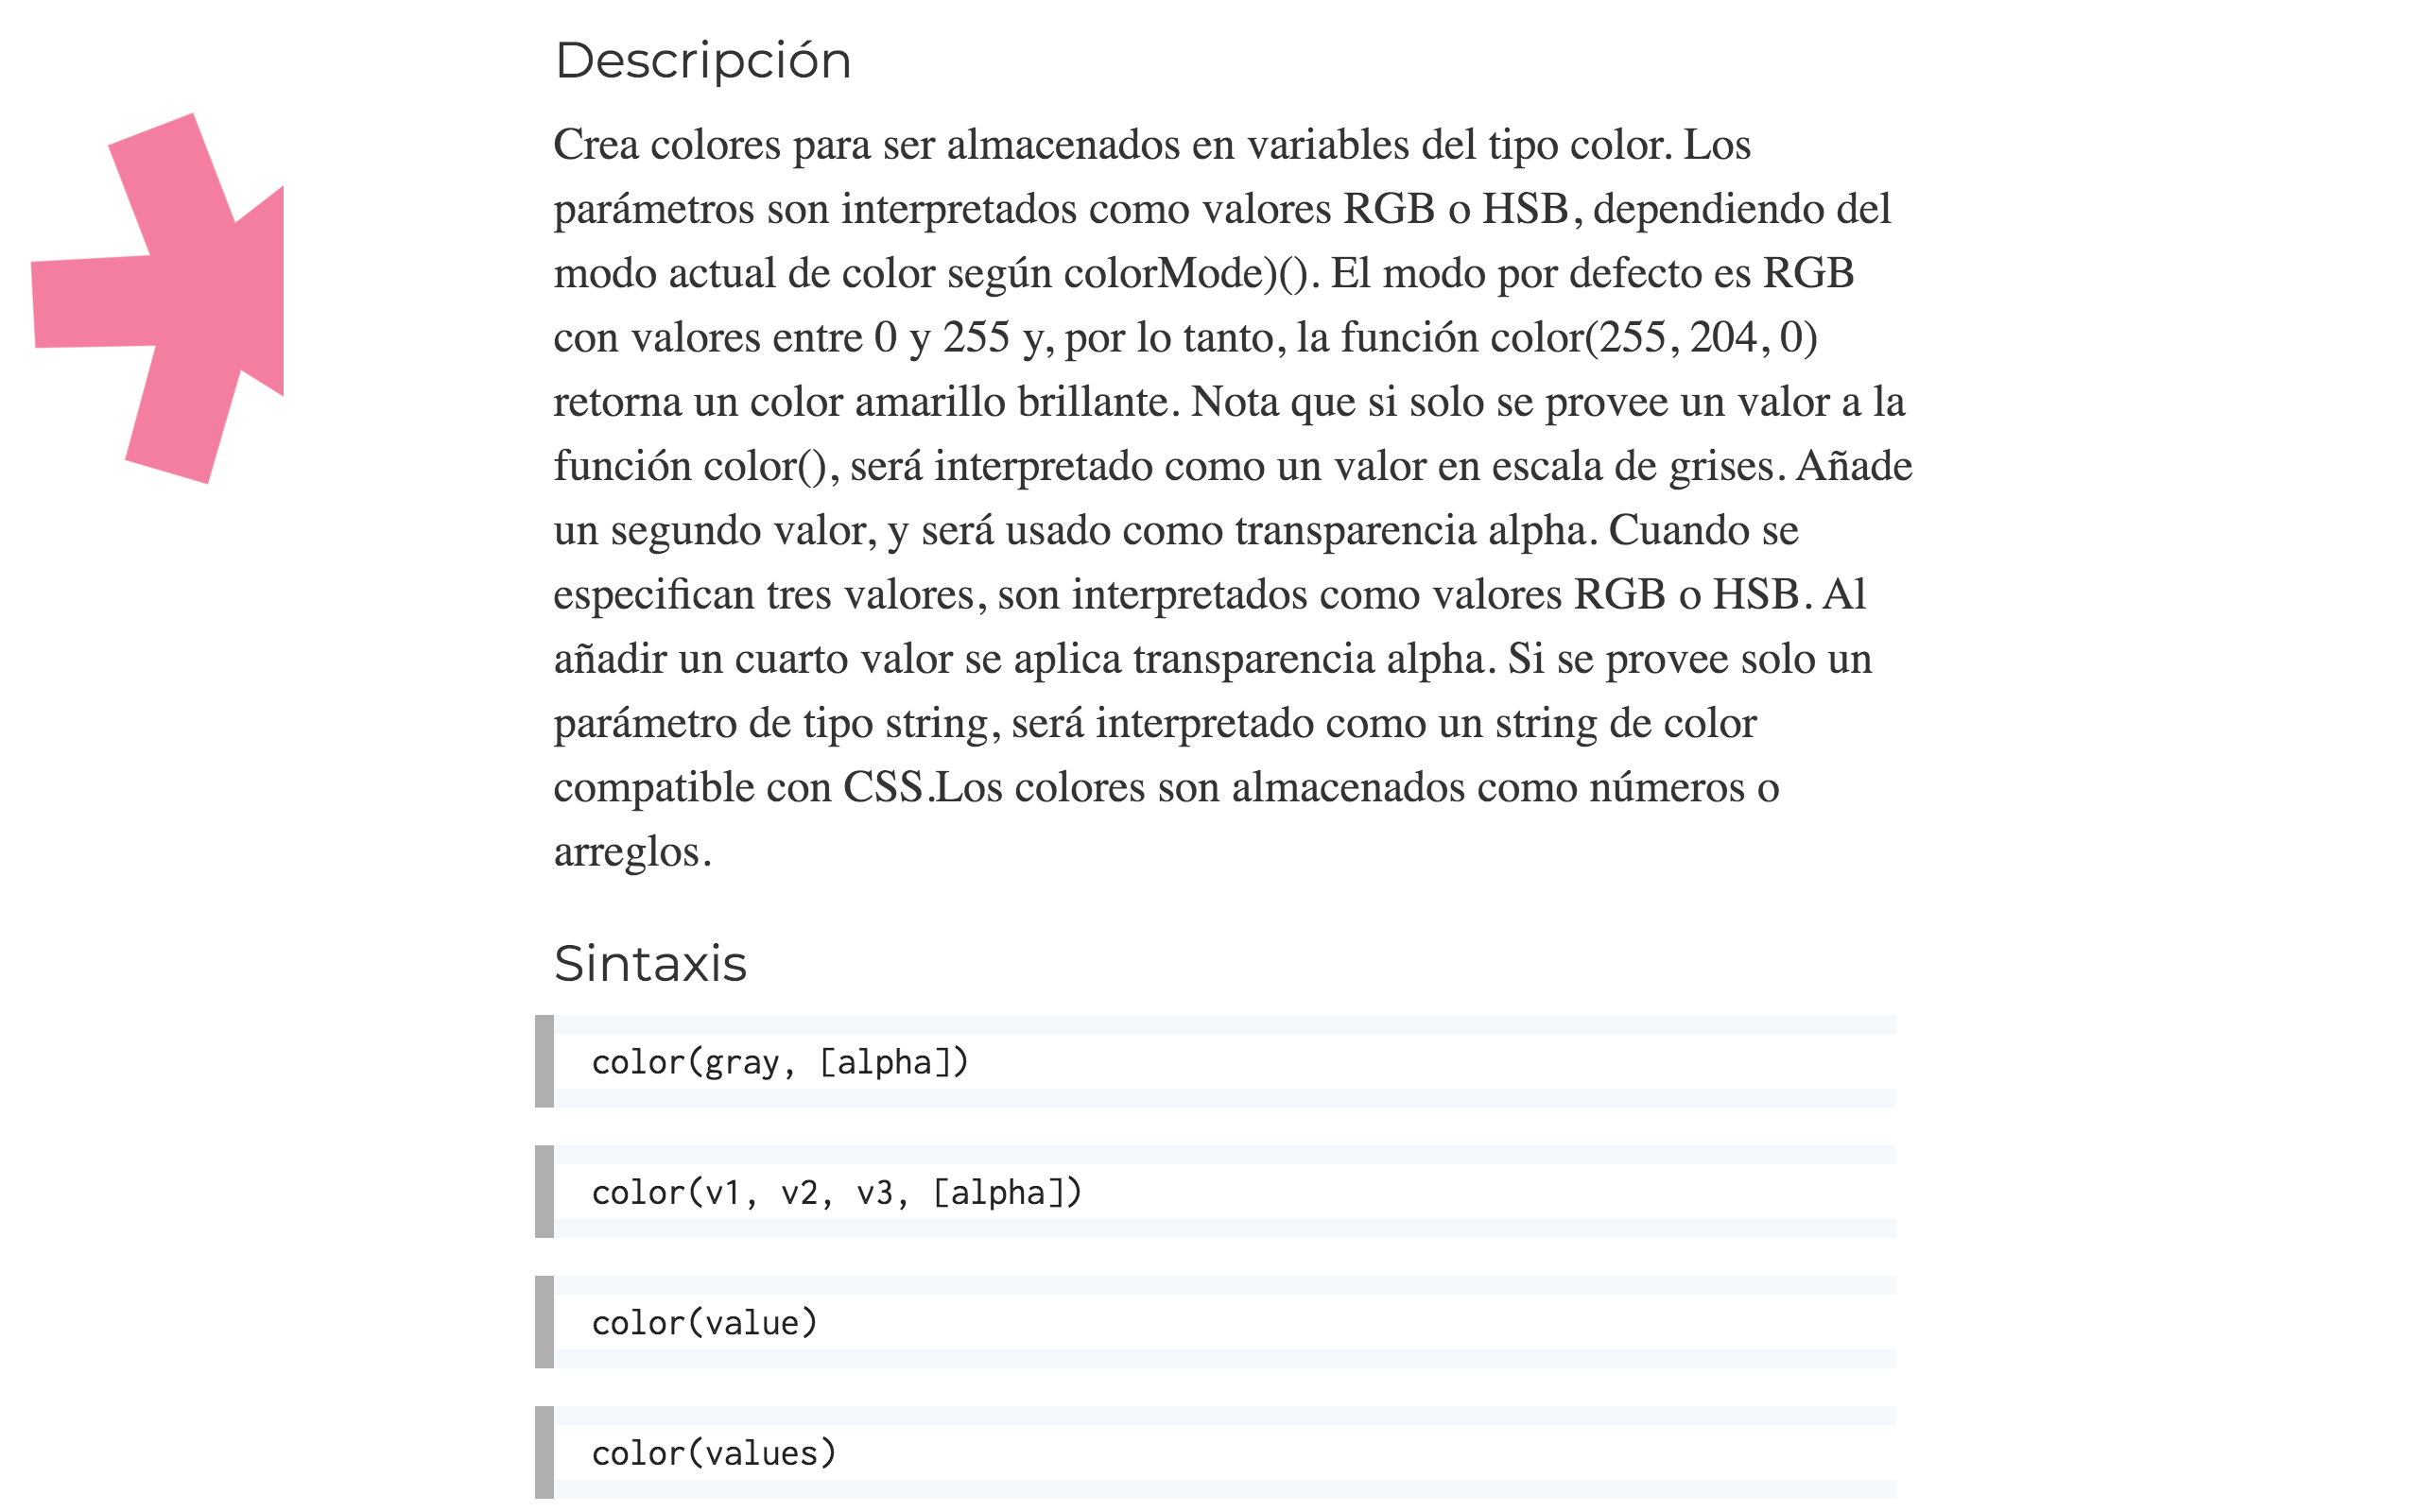 Descripción
Crea colores para ser almacenados en variables del tipo color. Los
parámetros son interpretados como valores RGB o HSB, dependiendo del
modo actual de color según colorMode)(). El modo por defecto es RGB
con valores entre 0 y 255 y, por lo tanto, la función color(255, 204, 0)
retorna un color amarillo brillante. Nota que si solo se provee un valor a la
función color(), será interpretado como un valor en escala de grises. Añade
un segundo valor, y será usado como transparencia alpha. Cuando se
especifican tres valores, son interpretados como valores RGB o HSB. Al
añadir un cuarto valor se aplica transparencia alpha. Si se provee solo un
parámetro de tipo string, será interpretado como un string de color
compatible con CSS.Los colores son almacenados como números o
arreglos.
Sintaxis
color(gray, [alpha])
color(v1, v2, v3, [alpha])
color(value)
color(values)